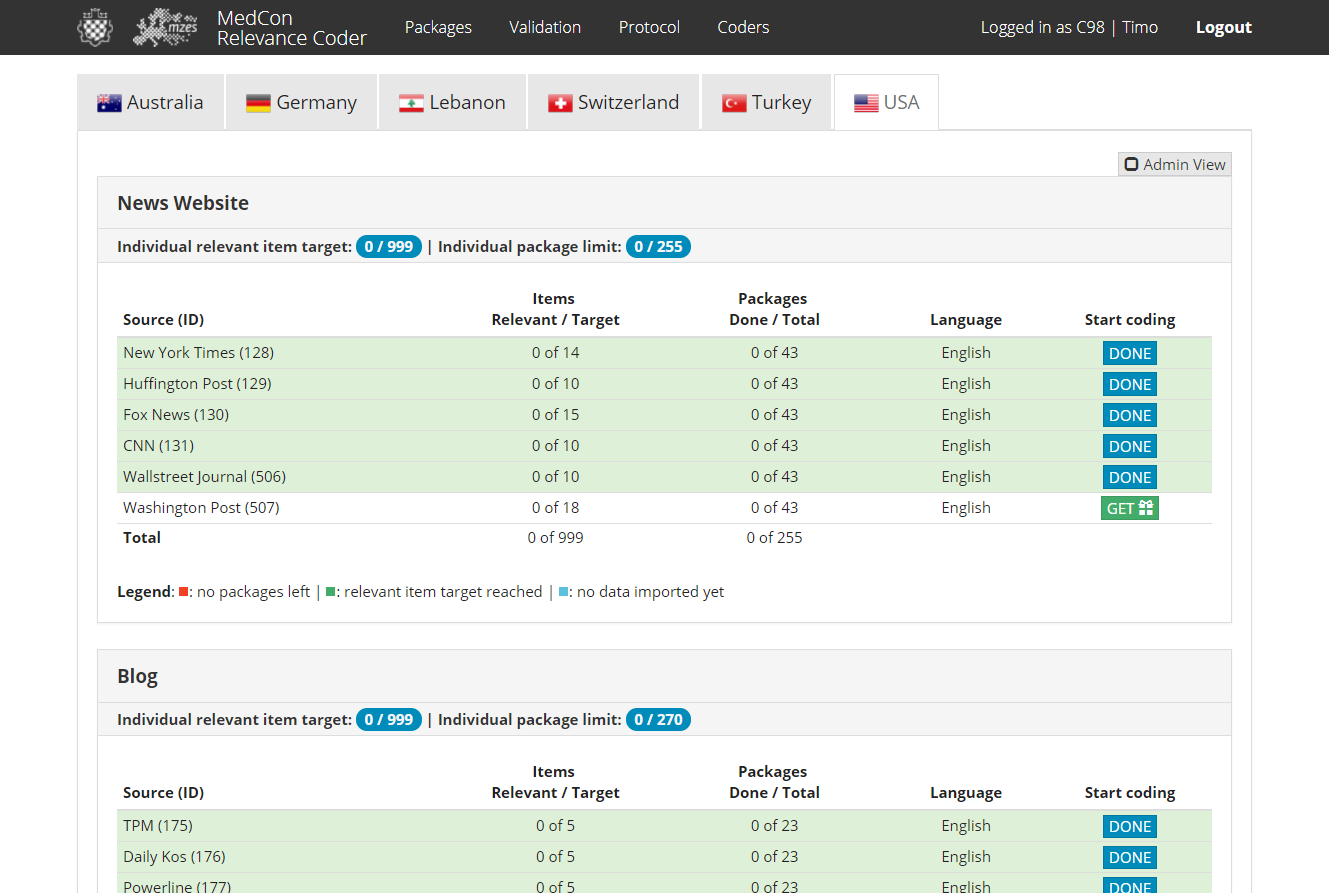 mzes
MedCon
Relevance Coder
Packages Validation Protocol Coders
Logged in as C98 | Timo Logout
Australia Germany Lebanon Switzerland Turkey USA
Admin View
News Website
Individual relevant item target: 0 / 999 | Individual package limit: 0 / 255
Items Packages
Source (ID) Relevant / Target Done / Total Language Start coding
New York Times (128) 0 of 14 0 of 43 English DONE
Huffington Post (129) 0 of 10 0 of 43 English DONE
Fox News (130) 0 of 15 0 of 43 English DONE
CNN (131) 0 of 10 0 of 43 English DONE
Wallstreet Journal (506) 0 of 10 0 of 43 English DONE
Washington Post (507) 0 of 18 0 of 43 English GET
Total 0 of 999 0 of 255
Legend: : no packages left | : relevant item target reached | : no data imported yet
Blog
Individual relevant item target: 0 / 999 | Individual package limit: 0 / 270
Items Packages
Source (ID) Relevant / Target Done / Total Language Start coding
TPM (175) 0 of 5 0 of 23 English DONE
Daily Kos (176) 0 of 5 0 of 23 English DONE
Powerline (177) 0 of 5 0 of 23 English DONE